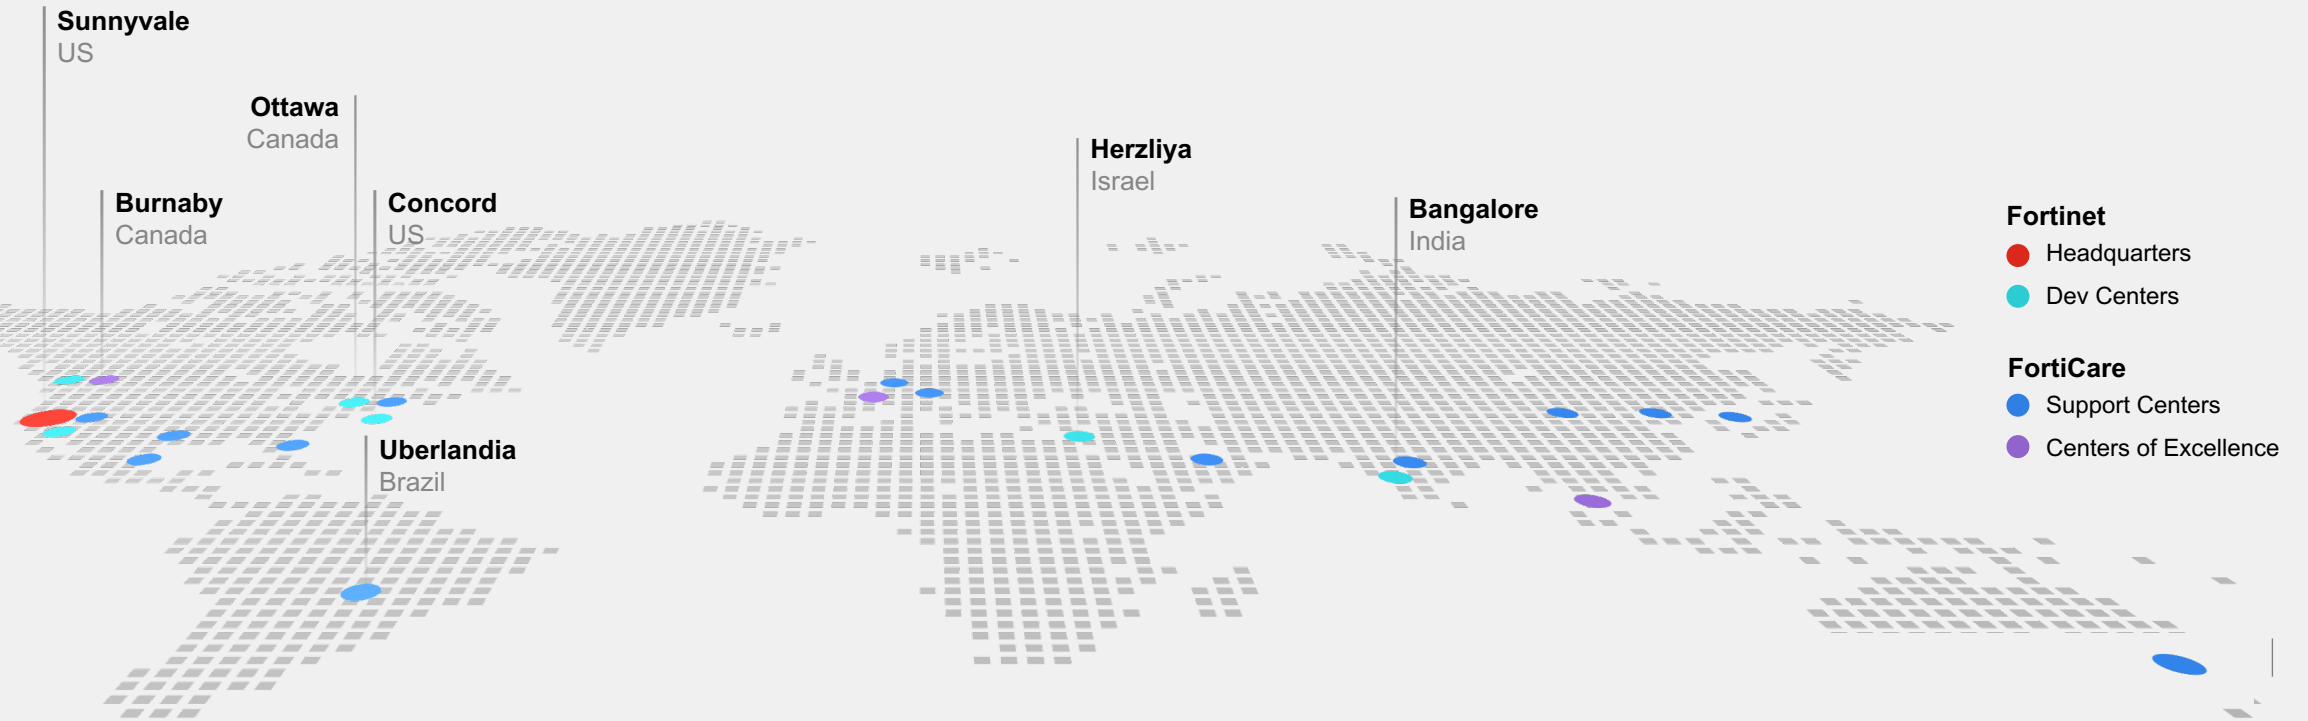 Sunnyvale
US
Ottawa
Canada
Burnaby
Canada
Concord
US
Uberlandia
Brazil
Herzliya
Israel
Bangalore
India
Fortinet
Headquarters
Dev Centers
FortiCare
Support Centers
Centers of Excellence